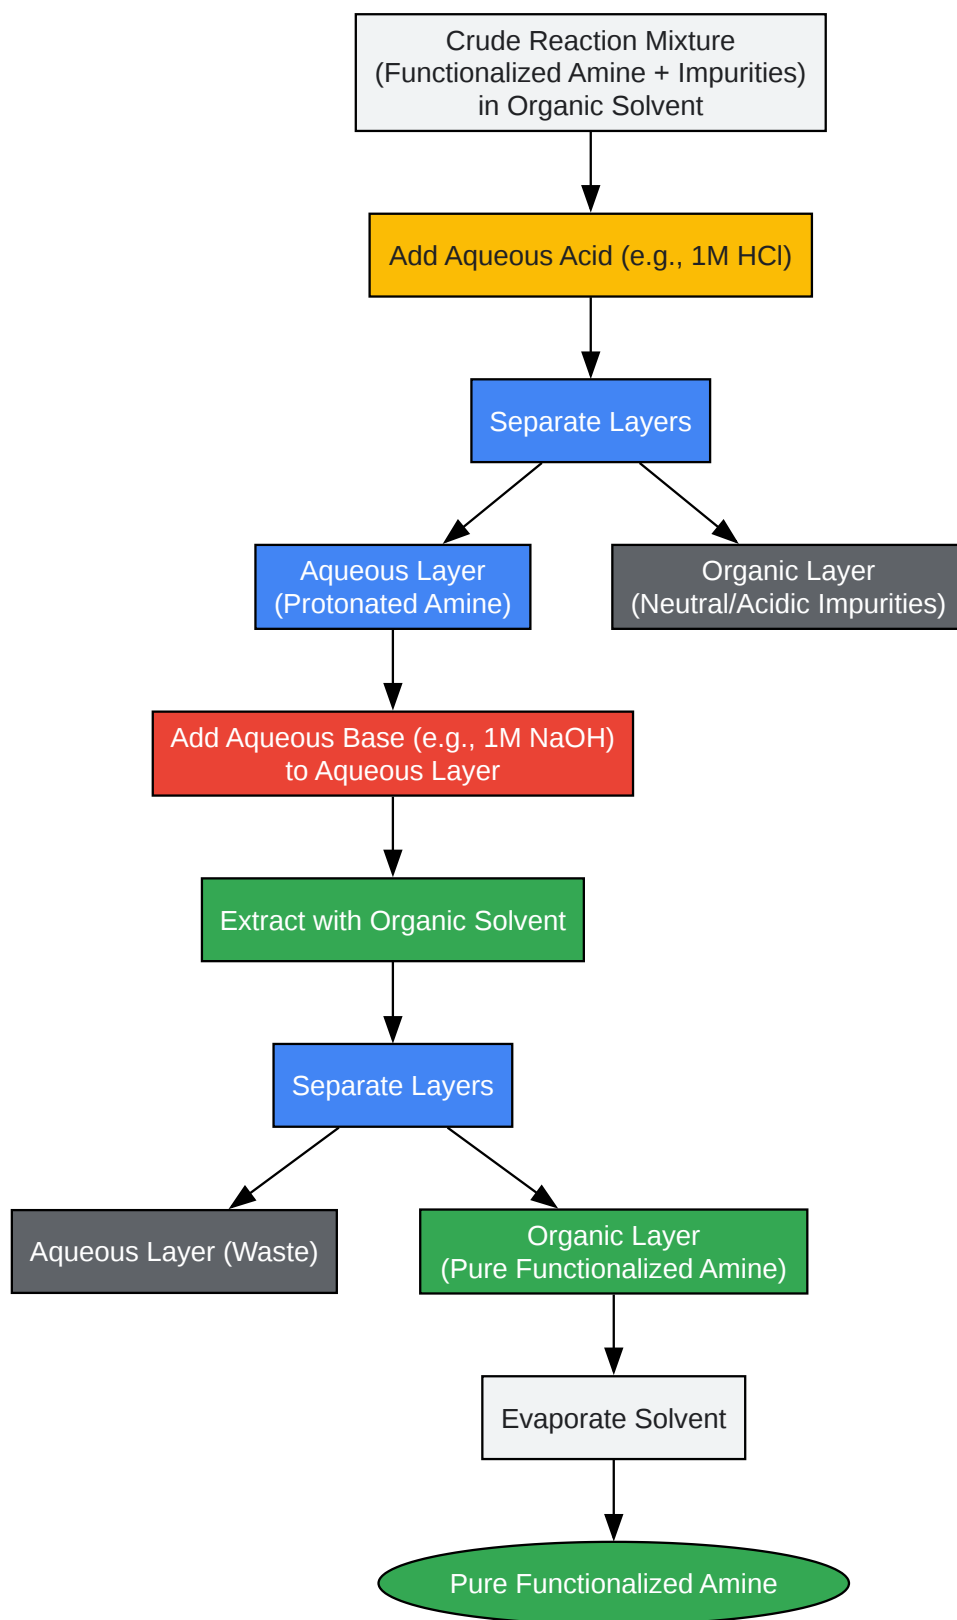 Crude Reaction Mixture
(Functionalized Amine + Impurities)
in Organic Solvent
Add Aqueous Acid (e.g., 1M HCl)
Separate Layers
Aqueous Layer
(Protonated Amine)
Organic Layer
(Neutral/Acidic Impurities)
Add Aqueous Base (e.g., 1M NaOH)
to Aqueous Layer
Extract with Organic Solvent
Separate Layers
Aqueous Layer (Waste)
Organic Layer
(Pure Functionalized Amine)
Evaporate Solvent
Pure Functionalized Amine